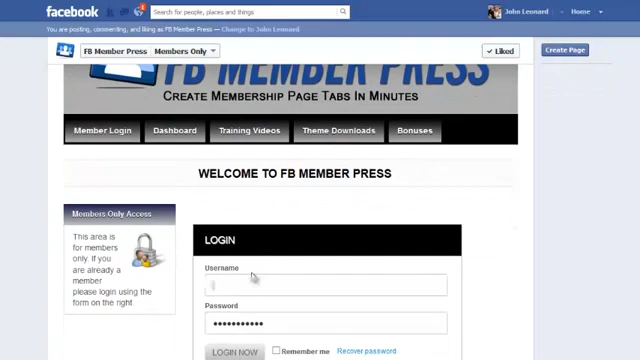 facebook
1
Search for people, places and things
John Leonard
Home
You are posting, commenting, and liking as FB Member Press — Change to John Leonard
FB Member Press
Members Only
Liked
Create Page
FB MEMBER PRESS
CREATE MEMBERSHIP PAGE TABS IN MINUTES
Member Login
Dashboard
Training Videos
Theme Downloads
Bonuses
WELCOME TO FB MEMBER PRESS
Members Only Access
This area is
for members
only. If you
are already a
member
please login using the
form on the right
LOGIN
Username
Password
•••••••••••
LOGIN NOW
Remember me
Recover password